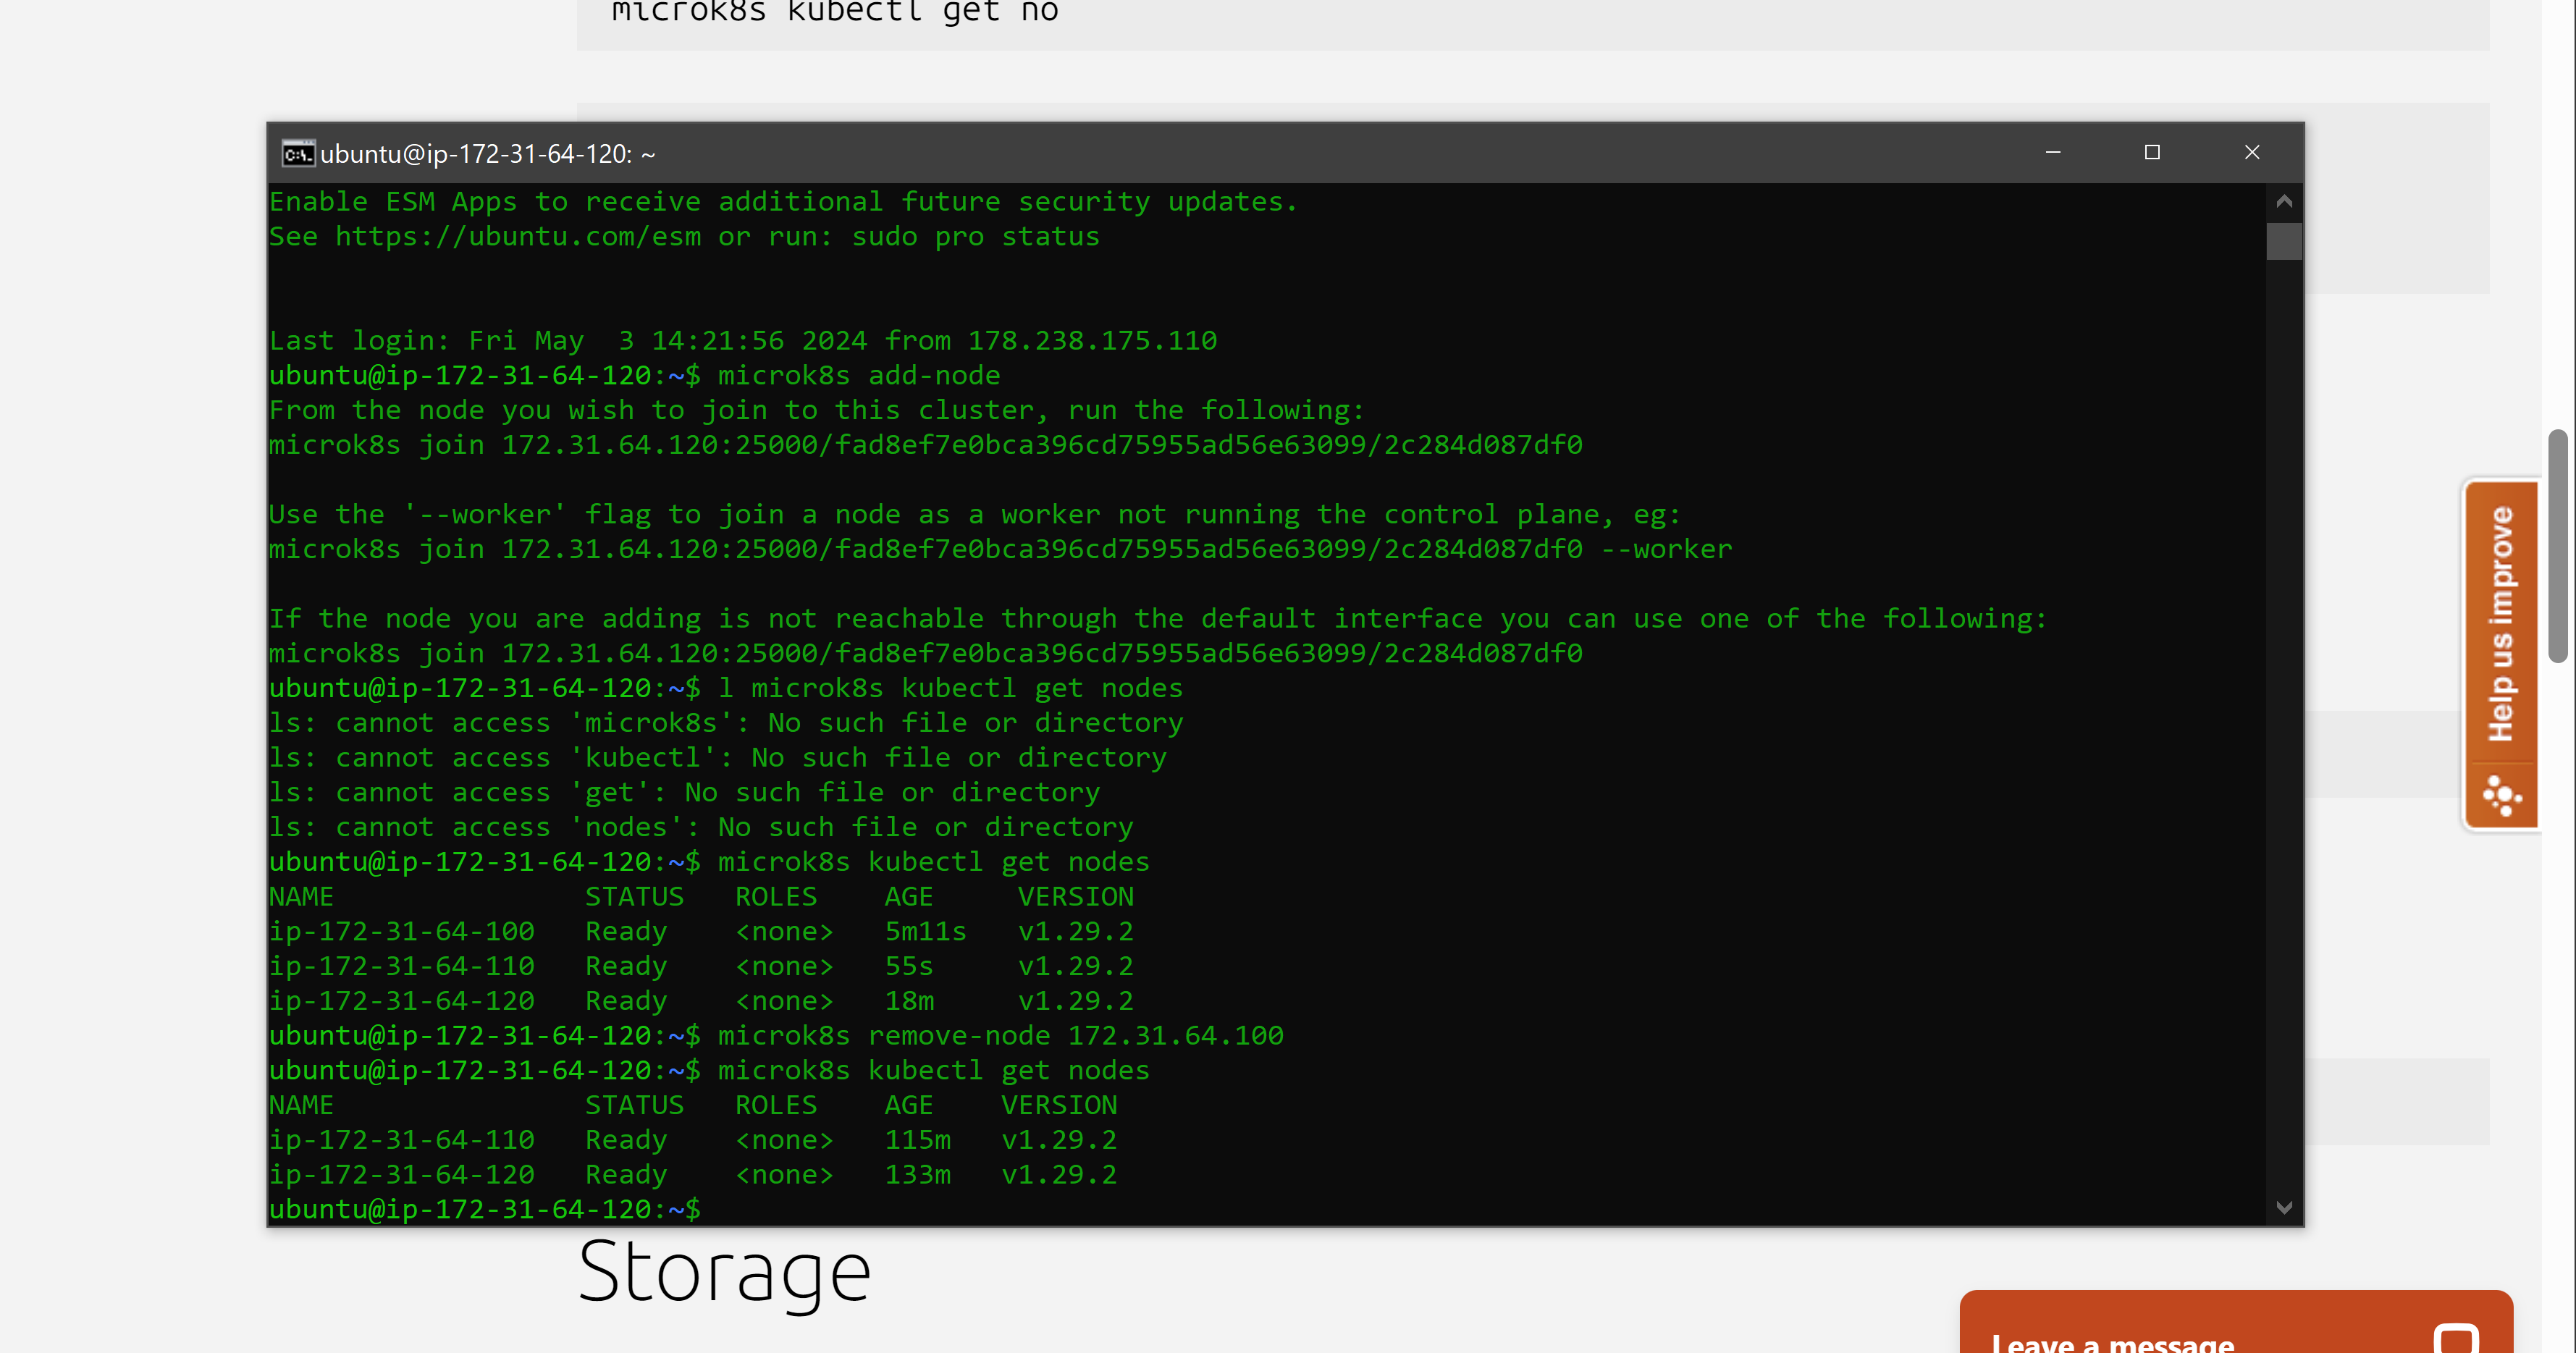 microk8s kubectl get no
ubuntu@ip-172-31-64-120: ~
Enable ESM Apps to receive additional future security updates.
See https://ubuntu.com/esm or run: sudo pro status
Last login: Fri May  3 14:21:56 2024 from 178.238.175.110
ubuntu@ip-172-31-64-120:~$ microk8s add-node
From the node you wish to join to this cluster, run the following:
microk8s join 172.31.64.120:25000/fad8ef7e0bca396cd75955ad56e63099/2c284d087df0
Use the '--worker' flag to join a node as a worker not running the control plane, eg:
microk8s join 172.31.64.120:25000/fad8ef7e0bca396cd75955ad56e63099/2c284d087df0 --worker
If the node you are adding is not reachable through the default interface you can use one of the following:
microk8s join 172.31.64.120:25000/fad8ef7e0bca396cd75955ad56e63099/2c284d087df0
ubuntu@ip-172-31-64-120:~$ l microk8s kubectl get nodes
ls: cannot access 'microk8s': No such file or directory
ls: cannot access 'kubectl': No such file or directory
ls: cannot access 'get': No such file or directory
ls: cannot access 'nodes': No such file or directory
ubuntu@ip-172-31-64-120:~$ microk8s kubectl get nodes
NAME               STATUS   ROLES    AGE     VERSION
ip-172-31-64-100   Ready    <none>   5m11s   v1.29.2
ip-172-31-64-110   Ready    <none>   55s     v1.29.2
ip-172-31-64-120   Ready    <none>   18m     v1.29.2
ubuntu@ip-172-31-64-120:~$ microk8s remove-node 172.31.64.100
ubuntu@ip-172-31-64-120:~$ microk8s kubectl get nodes
NAME               STATUS   ROLES    AGE    VERSION
ip-172-31-64-110   Ready    <none>   115m   v1.29.2
ip-172-31-64-120   Ready    <none>   133m   v1.29.2
ubuntu@ip-172-31-64-120:~$
Help us improve
Storage
Leave a message